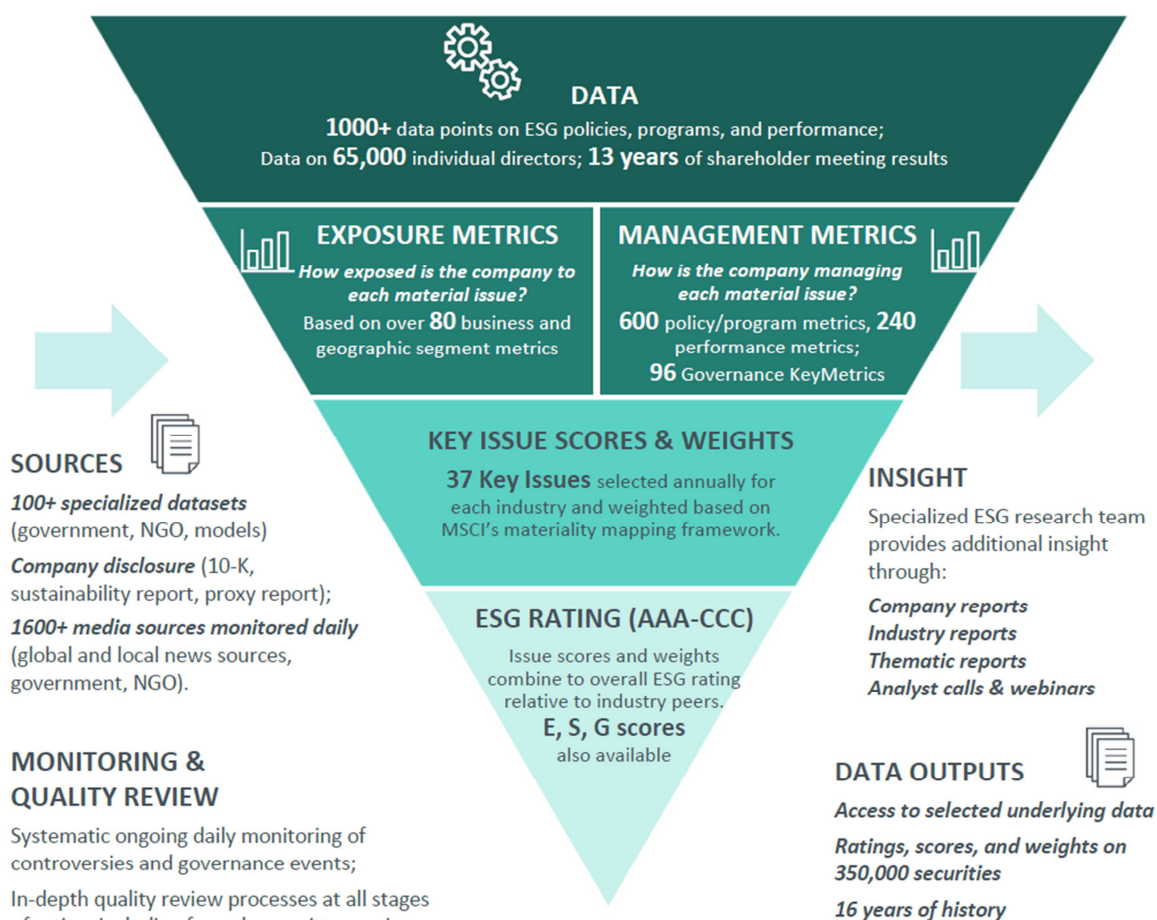 DATA
1000+ data points on ESG policies, programs, and performance;
Data on 65,000 individual directors; 13 years of shareholder meeting results
EXPOSURE METRICS
How exposed is the company to
each material issue?
Based on over 80 business and
geographic segment metrics
MANAGEMENT METRICS
How is the company managing
each material issue?
600 policy/program metrics, 240
performance metrics;
96 Governance KeyMetrics
KEY ISSUE SCORES & WEIGHTS
37 Key Issues selected annually for
each industry and weighted based on
MSCI's materiality mapping framework.
ESG RATING (AAA-CCC)
Issue scores and weights
combine to overall ESG rating
relative to industry peers.
E, S, G scores
also available
SOURCES
100+ specialized datasets
(government, NGO, models)
Company disclosure (10-K,
sustainability report, proxy report);
1600+ media sources monitored daily
(global and local news sources,
government, NGO).
MONITORING &
QUALITY REVIEW
Systematic ongoing daily monitoring of
controversies and governance events;
In-depth quality review processes at all stages
INSIGHT
Specialized ESG research team
provides additional insight
through:
Company reports
Industry reports
Thematic reports
Analyst calls & webinars
DATA OUTPUTS
Access to selected underlying data
Ratings, scores, and weights on
350,000 securities
16 years of history